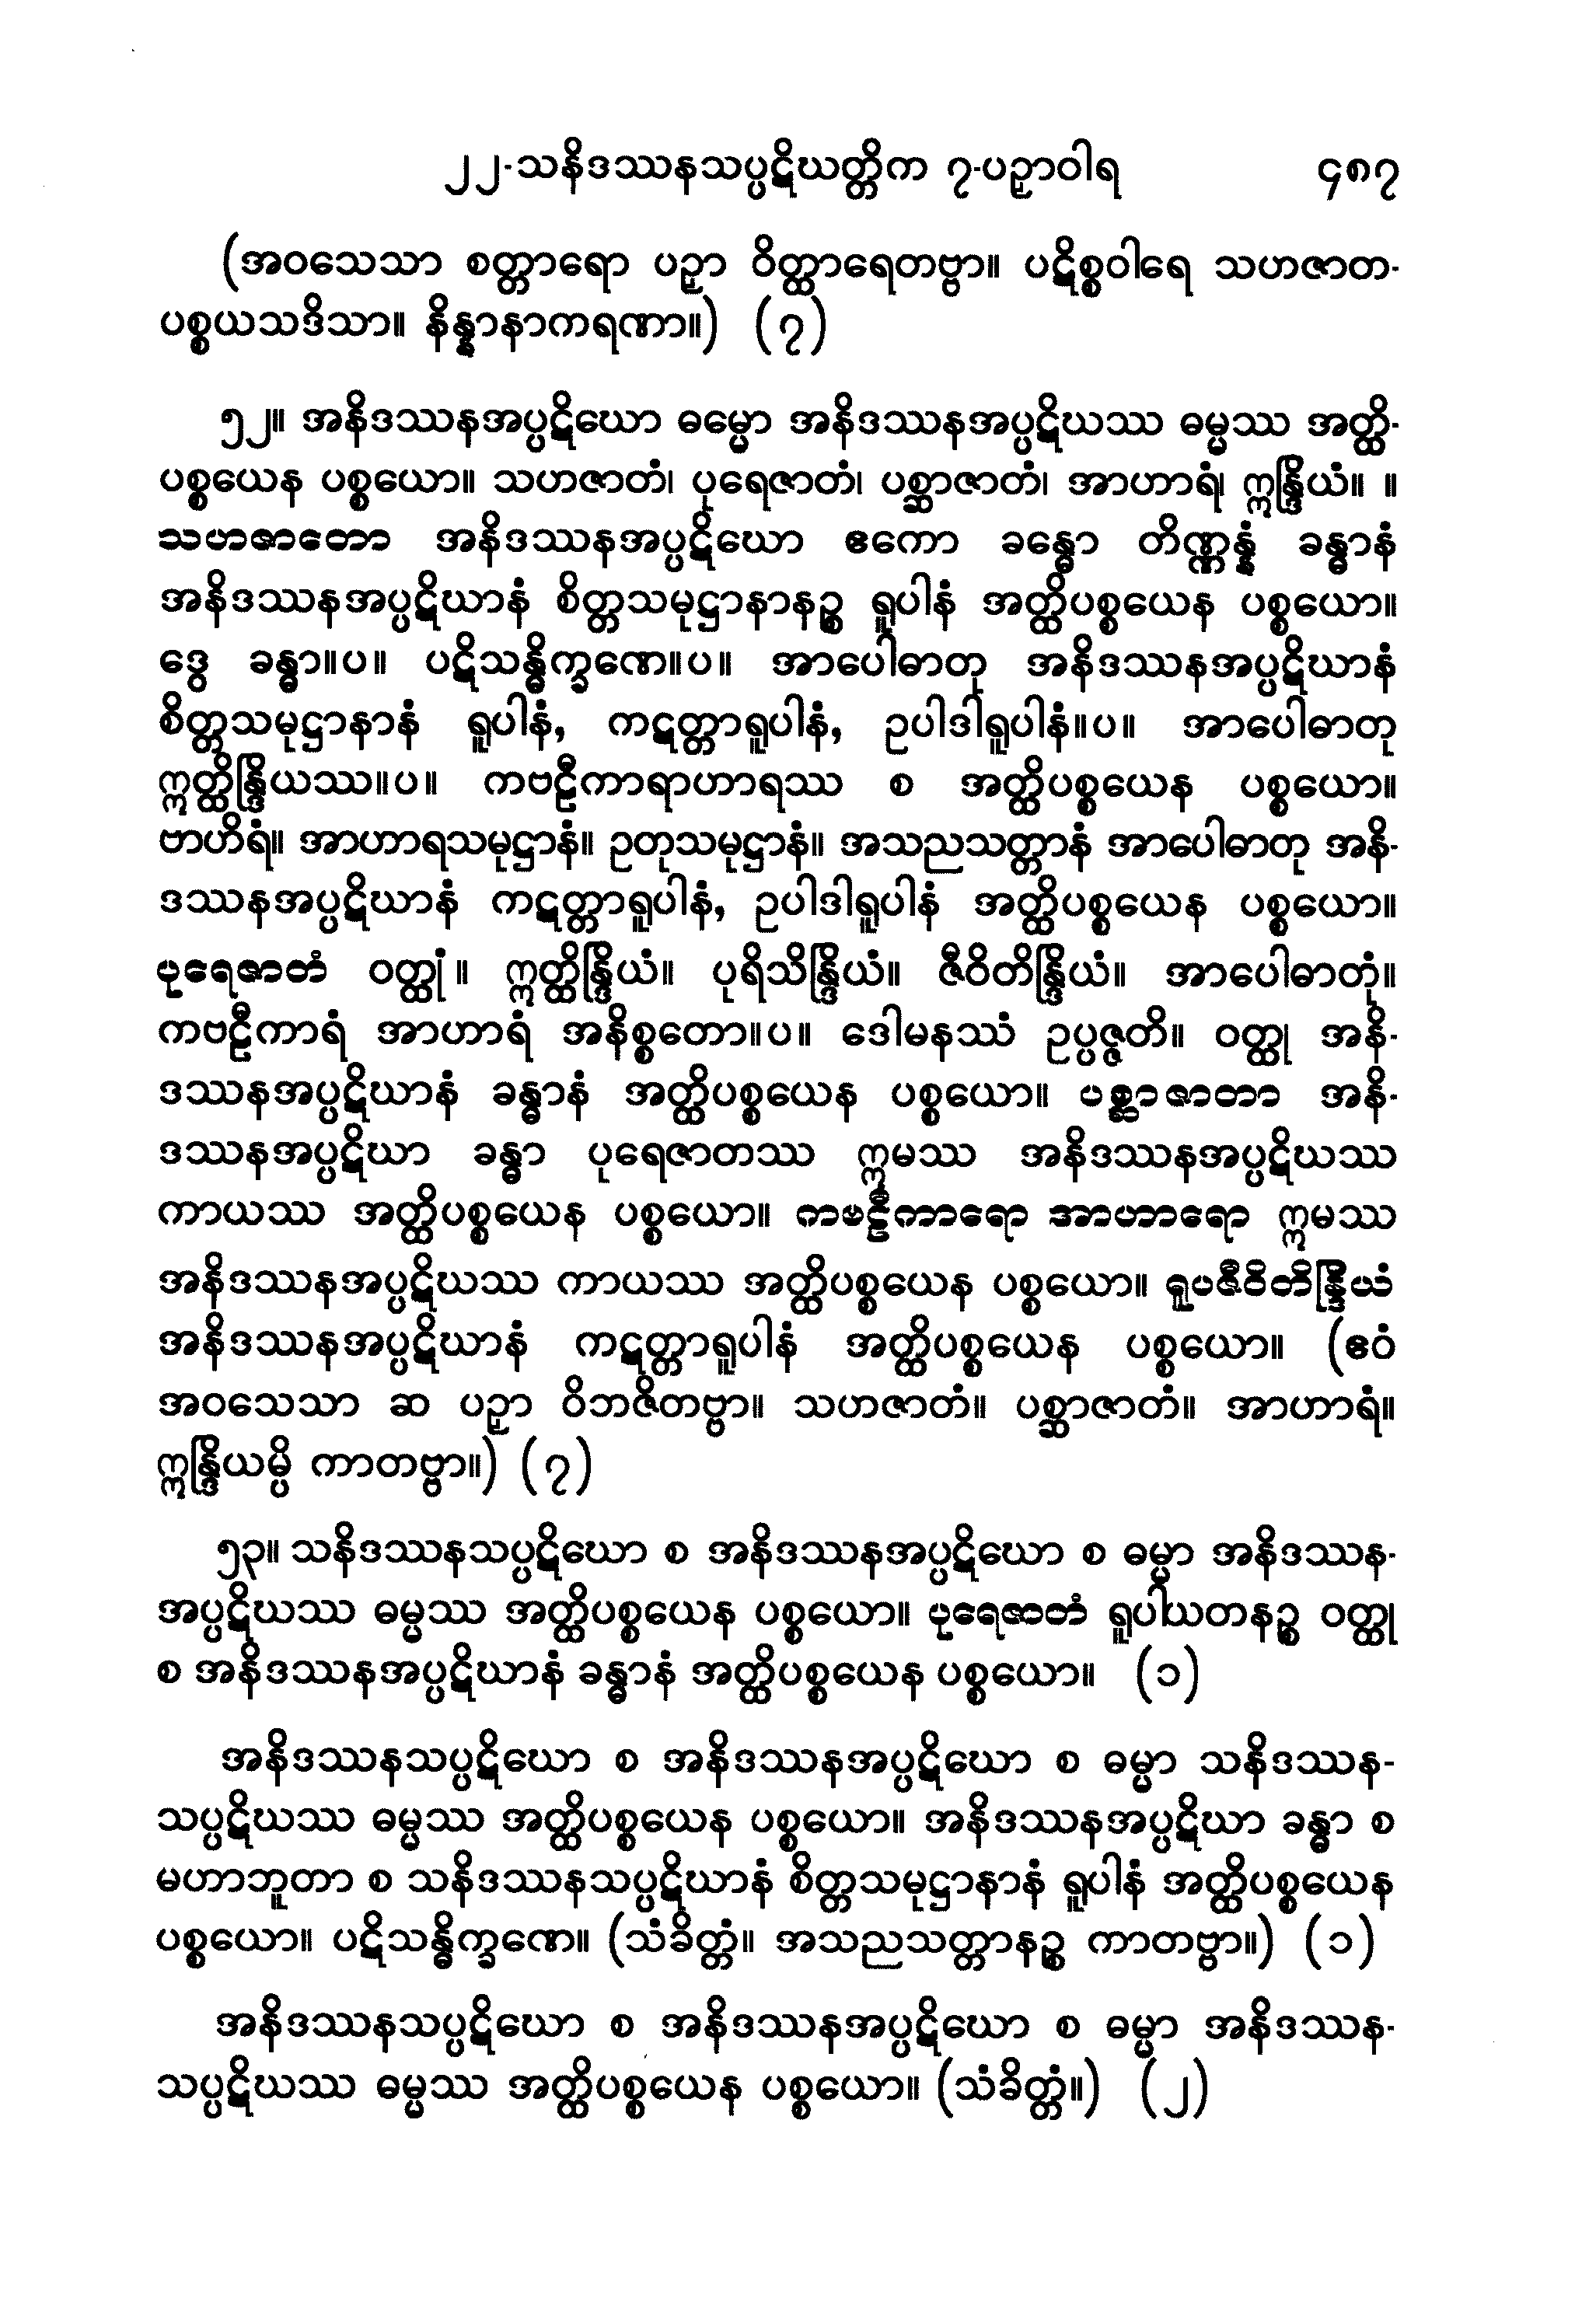 ၂၂-သနိဒဿနသပ္ပဋိဃတ္တိက ၇-ပဉှာဝါရ ၄၈၇
(အဝသေသာ စတ္တာရော ပဉှာ ဝိတ္ထာရေတဗ္ဗာ။ ပဋိစ္စဝါရေ သဟဇာတ-
ပစ္စယသဒိသာ။ နိန္နာနာကရဏာ။) (၇)
၅၂။ အနိဒဿနအပ္ပဋိဃော ဓမ္မော အနိဒဿနအပ္ပဋိဃဿ ဓမ္မဿ အတ္ထိ-
ပစ္စယေန ပစ္စယော။ သဟဇာတံ၊ ပုရေဇာတံ၊ ပစ္ဆာဇာတံ၊ အာဟာရံ၊ ဣန္ဒြိယံ။ ။
သဟဇာတော အနိဒဿနအပ္ပဋိဃော ဧကော ခန္ဓော တိဏ္ဏန္နံ ခန္ဓာနံ
အနိဒဿနအပ္ပဋိဃာနံ စိတ္တသမုဋ္ဌာနာနဉ္စ ရူပါနံ အတ္ထိပစ္စယေန ပစ္စယော။
ဒွေ ခန္ဓာ။ပ။ ပဋိသန္ဓိက္ခဏေ။ပ။ အာပေါဓာတု အနိဒဿနအပ္ပဋိဃာနံ
စိတ္တသမုဋ္ဌာနာနံ ရူပါနံ, ကဋတ္တာရူပါနံ, ဥပါဒါရူပါနံ။ပ။ အာပေါဓာတု
ဣတ္ထိန္ဒြိယဿ။ပ။ ကဗဠီကာရာဟာရဿ စ အတ္ထိပစ္စယေန ပစ္စယော။
ဗာဟိရံ။ အာဟာရသမုဋ္ဌာနံ။ ဥတုသမုဋ္ဌာနံ။ အသညသတ္တာနံ အာပေါဓာတု အနိ-
ဒဿနအပ္ပဋိဃာနံ ကဋတ္တာရူပါနံ, ဥပါဒါရူပါနံ အတ္ထိပစ္စယေန ပစ္စယော။
ပုရေဇာတံ ဝတ္ထုံ။ ဣတ္ထိန္ဒြိယံ။ ပုရိသိန္ဒြိယံ။ ဇီဝိတိန္ဒြိယံ။ အာပေါဓာတုံ။
ကဗဠီကာရံ အာဟာရံ အနိစ္စတော။ပ။ ဒေါမနဿံ ဥပ္ပဇ္ဇတိ။ ဝတ္ထု အနိ-
ဒဿနအပ္ပဋိဃာနံ ခန္ဓာနံ အတ္ထိပစ္စယေန ပစ္စယော။ ပစ္ဆာဇာတာ အနိ-
ဒဿနအပ္ပဋိဃာ ခန္ဓာ ပုရေဇာတဿ ဣမဿ အနိဒဿနအပ္ပဋိဃဿ
ကာယဿ အတ္ထိပစ္စယေန ပစ္စယော။ ကဗဠီကာရော အာဟာရော ဣမဿ
အနိဒဿနအပ္ပဋိဃဿ ကာယဿ အတ္ထိပစ္စယေန ပစ္စယော။ ရူပဇီဝိတိန္ဒြိယံ
အနိဒဿနအပ္ပဋိဃာနံ ကဋတ္တာရူပါနံ အတ္ထိပစ္စယေန ပစ္စယော။ (ဧဝံ
အဝသေသာ ဆ ပဉှာ ဝိဘဇိတဗ္ဗာ။ သဟဇာတံ။ ပစ္ဆာဇာတံ။ အာဟာရံ။
ဣန္ဒြိယမ္ပိ ကာတဗ္ဗာ။) (၇)
၅၃။ သနိဒဿနသပ္ပဋိဃော စ အနိဒဿနအပ္ပဋိဃော စ ဓမ္မာ အနိဒဿန-
အပ္ပဋိဃဿ ဓမ္မဿ အတ္ထိပစ္စယေန ပစ္စယော။ ပုရေဇာတံ ရူပါယတနဉ္စ ဝတ္ထု
စ အနိဒဿနအပ္ပဋိဃာနံ ခန္ဓာနံ အတ္ထိပစ္စယေန ပစ္စယော။ (၁)
အနိဒဿနသပ္ပဋိဃော စ အနိဒဿနအပ္ပဋိဃော စ ဓမ္မာ သနိဒဿန-
သပ္ပဋိဃဿ ဓမ္မဿ အတ္ထိပစ္စယေန ပစ္စယော။ အနိဒဿနအပ္ပဋိဃာ ခန္ဓာ စ
မဟာဘူတာ စ သနိဒဿနသပ္ပဋိဃာနံ စိတ္တသမုဋ္ဌာနာနံ ရူပါနံ အတ္ထိပစ္စယေန
ပစ္စယော။ ပဋိသန္ဓိက္ခဏေ။ (သံခိတ္တံ။ အသညသတ္တာနဉ္စ ကာတဗ္ဗာ။) (၁)
အနိဒဿနသပ္ပဋိဃော စ အနိဒဿနအပ္ပဋိဃော စ ဓမ္မာ အနိဒဿန-
သပ္ပဋိဃဿ ဓမ္မဿ အတ္ထိပစ္စယေန ပစ္စယော။ (သံခိတ္တံ။) (၂)